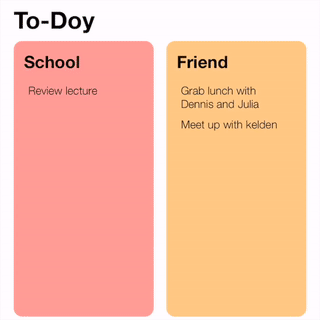 To-Doy
School
Review lecture
Friend
Grab lunch with
Dennis and Julia
Meet up with kelden